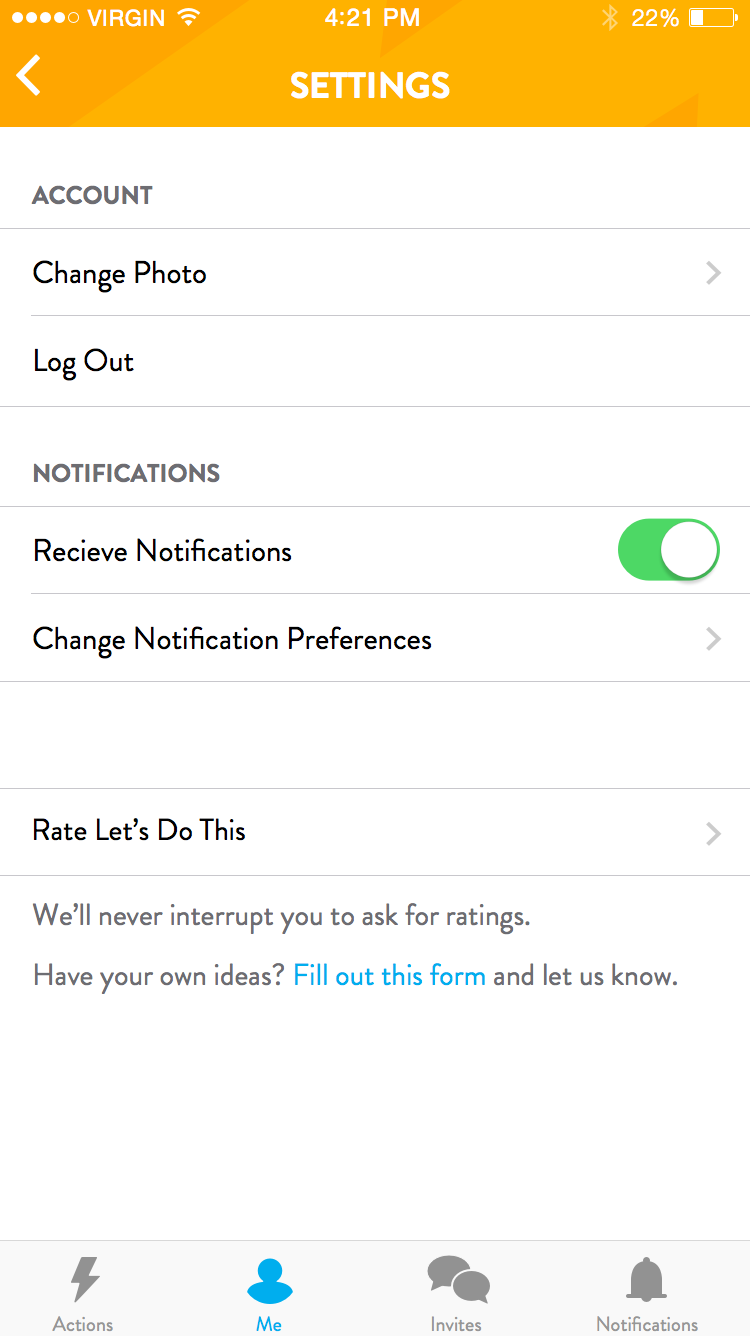 VIRGIN 4:21 PM 22%
SETTINGS
ACCOUNT
Change Photo
Log Out
NOTIFICATIONS
Recieve Notifications
Change Notification Preferences
Rate Let’s Do This
We’ll never interrupt you to ask for ratings.
Have your own ideas? Fill out this form and let us know.
Actions Me Invites Notifications